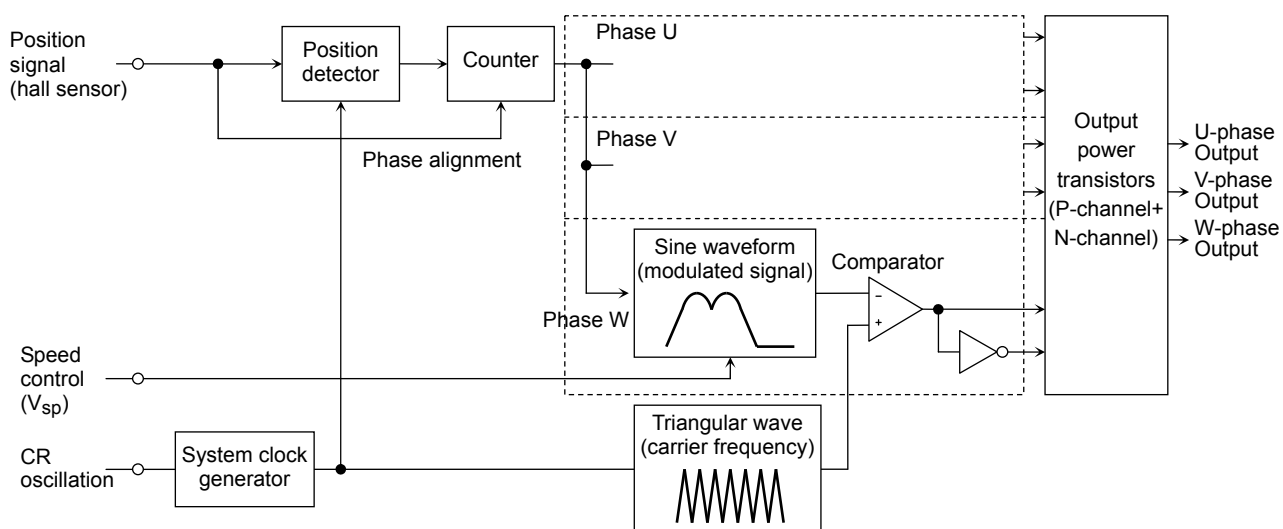 Position
signal
(hall sensor)
Position
detector
Counter
Phase alignment
Phase U
Phase V
Phase W
Sine waveform
(modulated signal)
Comparator
−
+
Output
power
transistors
(P-channel+
N-channel)
U-phase
Output
V-phase
Output
W-phase
Output
Speed
control
(Vsp)
CR
oscillation
System clock
generator
Triangular wave
(carrier frequency)